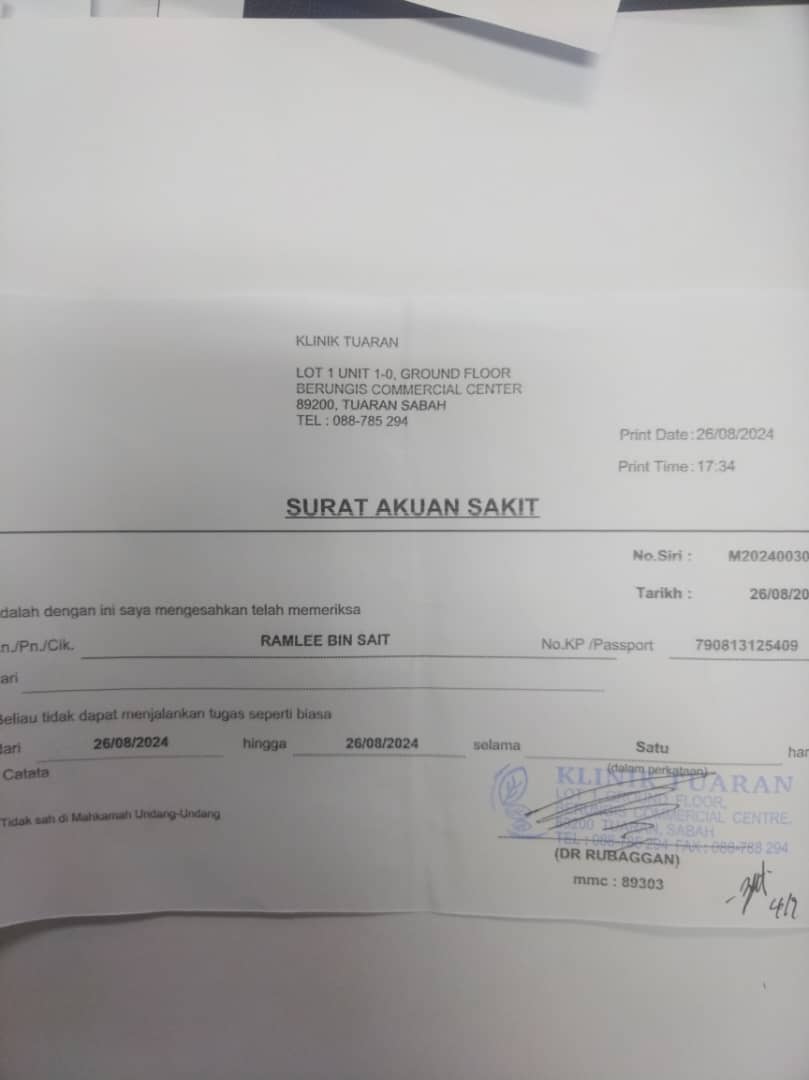 KLINIK TUARAN
LOT 1 UNIT 1-0, GROUND FLOOR
BERUNGIS COMMERCIAL CENTER
89200, TUARAN SABAH
TEL : 088-785 294
Print Date : 26/08/2024
Print Time : 17:34
SURAT AKUAN SAKIT
No.Siri : M20240030
Tarikh : 26/08/20
dalah dengan ini saya mengesahkan telah memeriksa
n./Pn./Cik. RAMLEE BIN SAIT No.KP /Passport 790813125409
ari
Beliau tidak dapat menjalankan tugas seperti biasa
dari 26/08/2024 hingga 26/08/2024 selama Satu har
Catata (dalam perkataan)
KLINIK TUARAN
LOT 1 FLOOR,
BERUNGIS COMMERCIAL CENTRE,
89200 TUARAN, SABAH
TEL : 088-785 294 FAX : 088-788 294
Tidak sah di Mahkamah Undang-Undang
(DR RUBAGGAN)
mmc : 89303